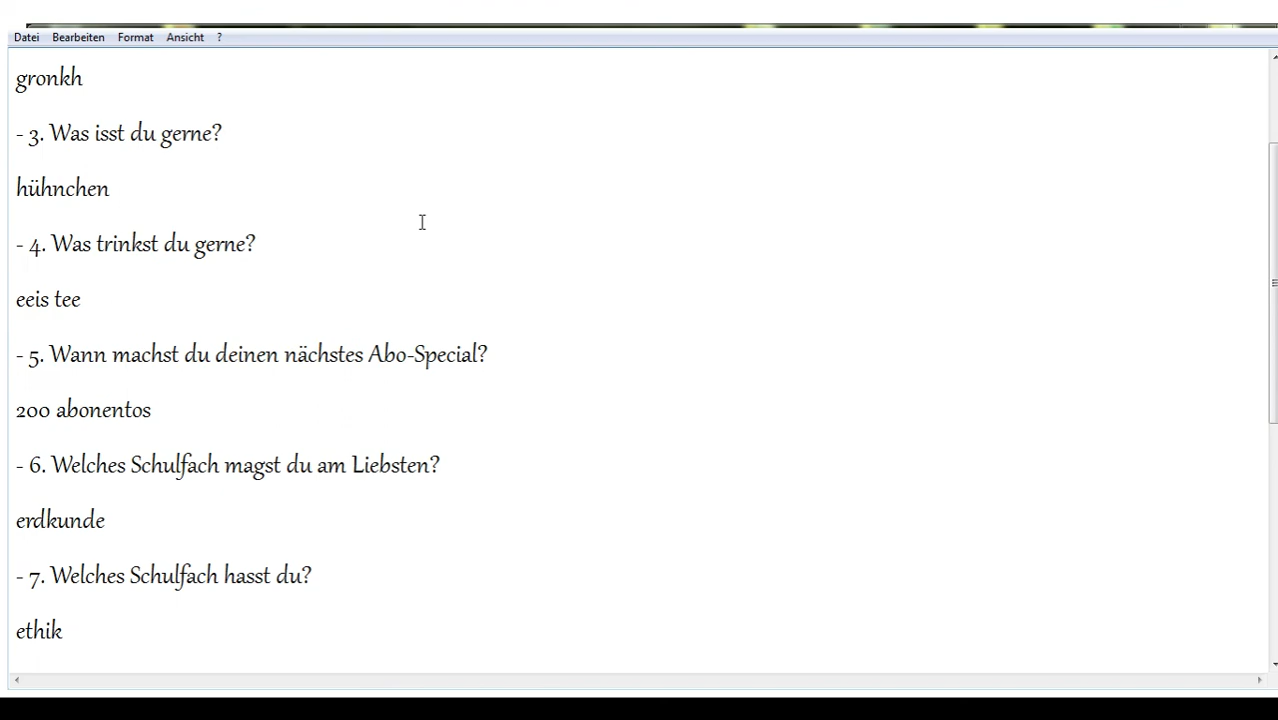 Datei Bearbeiten Format Ansicht ?
gronkh
- 3. Was isst du gerne?
hühnchen
- 4. Was trinkst du gerne?
eeis tee
- 5. Wann machst du deinen nächstes Abo-Special?
200 abonentos
- 6. Welches Schulfach magst du am Liebsten?
erdkunde
- 7. Welches Schulfach hasst du?
ethik